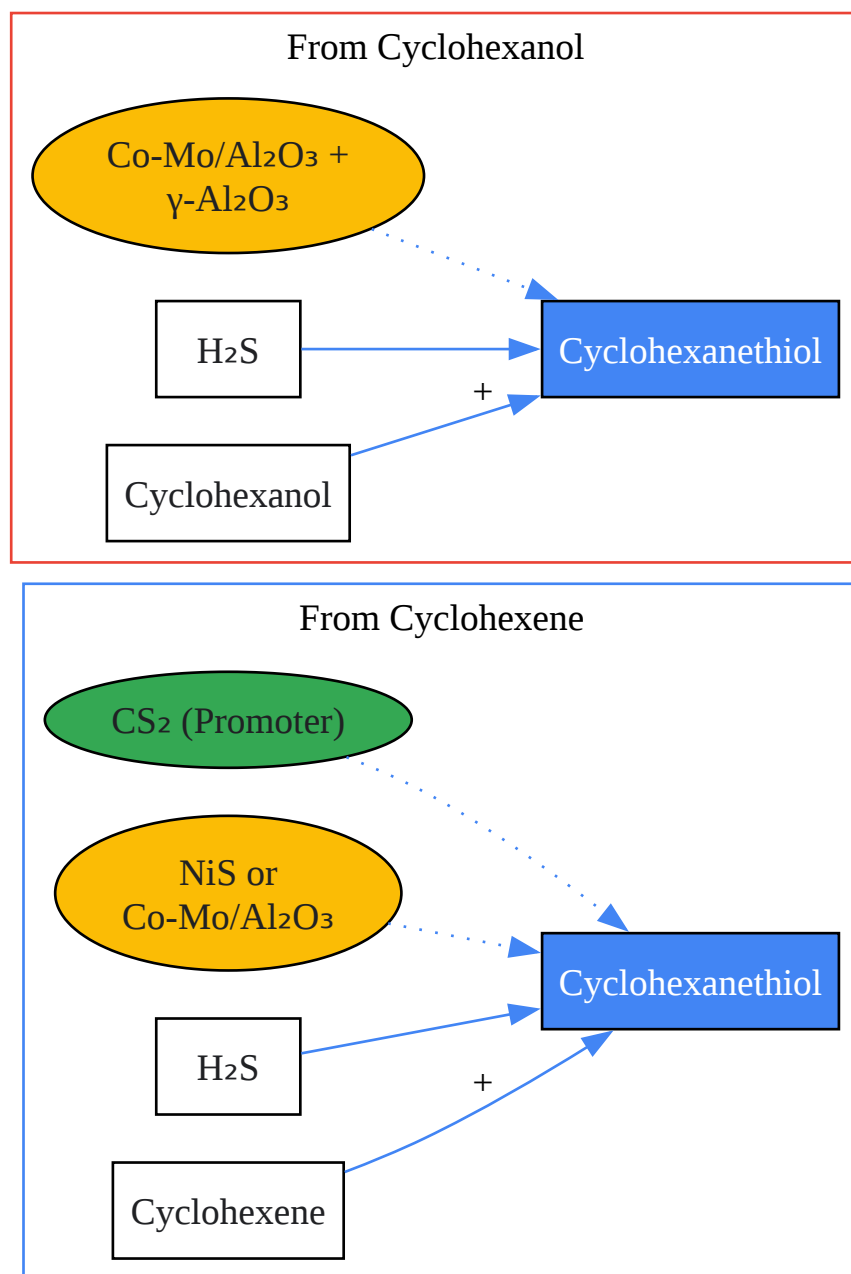 From Cyclohexanol
Co-Mo/Al₂O₃ +
γ-Al₂O₃
H₂S
Cyclohexanethiol
+
Cyclohexanol
From Cyclohexene
CS₂ (Promoter)
NiS or
Co-Mo/Al₂O₃
Cyclohexanethiol
H₂S
+
Cyclohexene